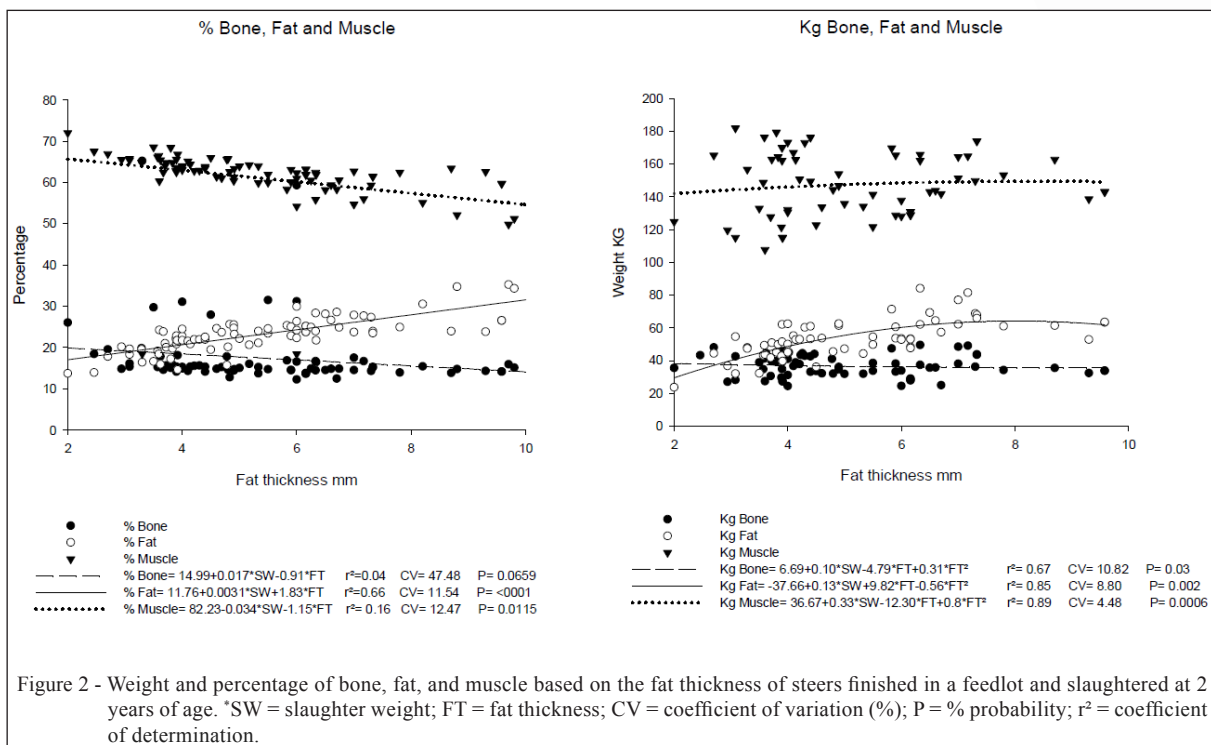 % Bone, Fat and Muscle
80
70
60
50
40
30
20
10
0
Percentage
2 4 6 8 10
Fat thickness mm
% Bone
% Fat
% Muscle
% Bone= 14.99+0.017*SW-0.91*FT r²=0.04 CV= 47.48 P= 0.0659
% Fat= 11.76+0.0031*SW+1.83*FT r²=0.66 CV= 11.54 P= <0001
% Muscle= 82.23-0.034*SW-1.15*FT r²= 0.16 CV= 12.47 P= 0.0115
Kg Bone, Fat and Muscle
200
180
160
140
120
100
80
60
40
20
0
Weight KG
2 4 6 8 10
Fat thickness mm
Kg Bone
Kg Fat
Kg Muscle
Kg Bone= 6.69+0.10*SW-4.79*FT+0.31*FT² r² = 0.67 CV= 10.82 P= 0.03
Kg Fat= -37.66+0.13*SW+9.82*FT-0.56*FT² r² = 0.85 CV= 8.80 P= 0.002
Kg Muscle= 36.67+0.33*SW-12.30*FT+0.8*FT² r² = 0.89 CV= 4.48 P= 0.0006
Figure 2 - Weight and percentage of bone, fat, and muscle based on the fat thickness of steers finished in a feedlot and slaughtered at 2
years of age. *SW = slaughter weight; FT = fat thickness; CV = coefficient of variation (%); P = % probability; r² = coefficient
of determination.